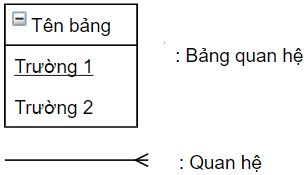 Tên bảng
Trường 1
Trường 2
: Bảng quan hệ
: Quan hệ